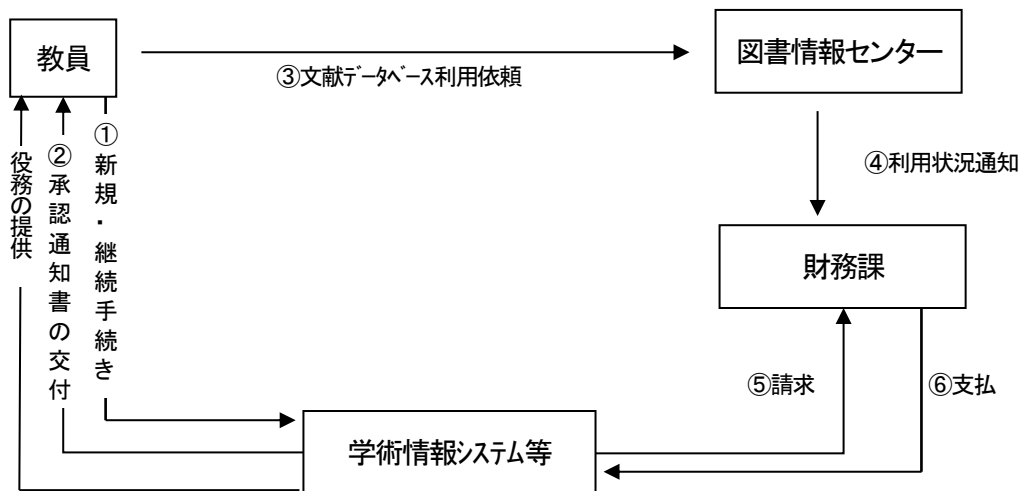 教員
図書情報センター
③文献ﾃﾞｰﾀﾍﾞｰｽ利用依頼
役務の提供
②承認通知書の交付
①新規・継続手続き
④利用状況通知
財務課
⑤請求
⑥支払
学術情報ｼｽﾃﾑ等